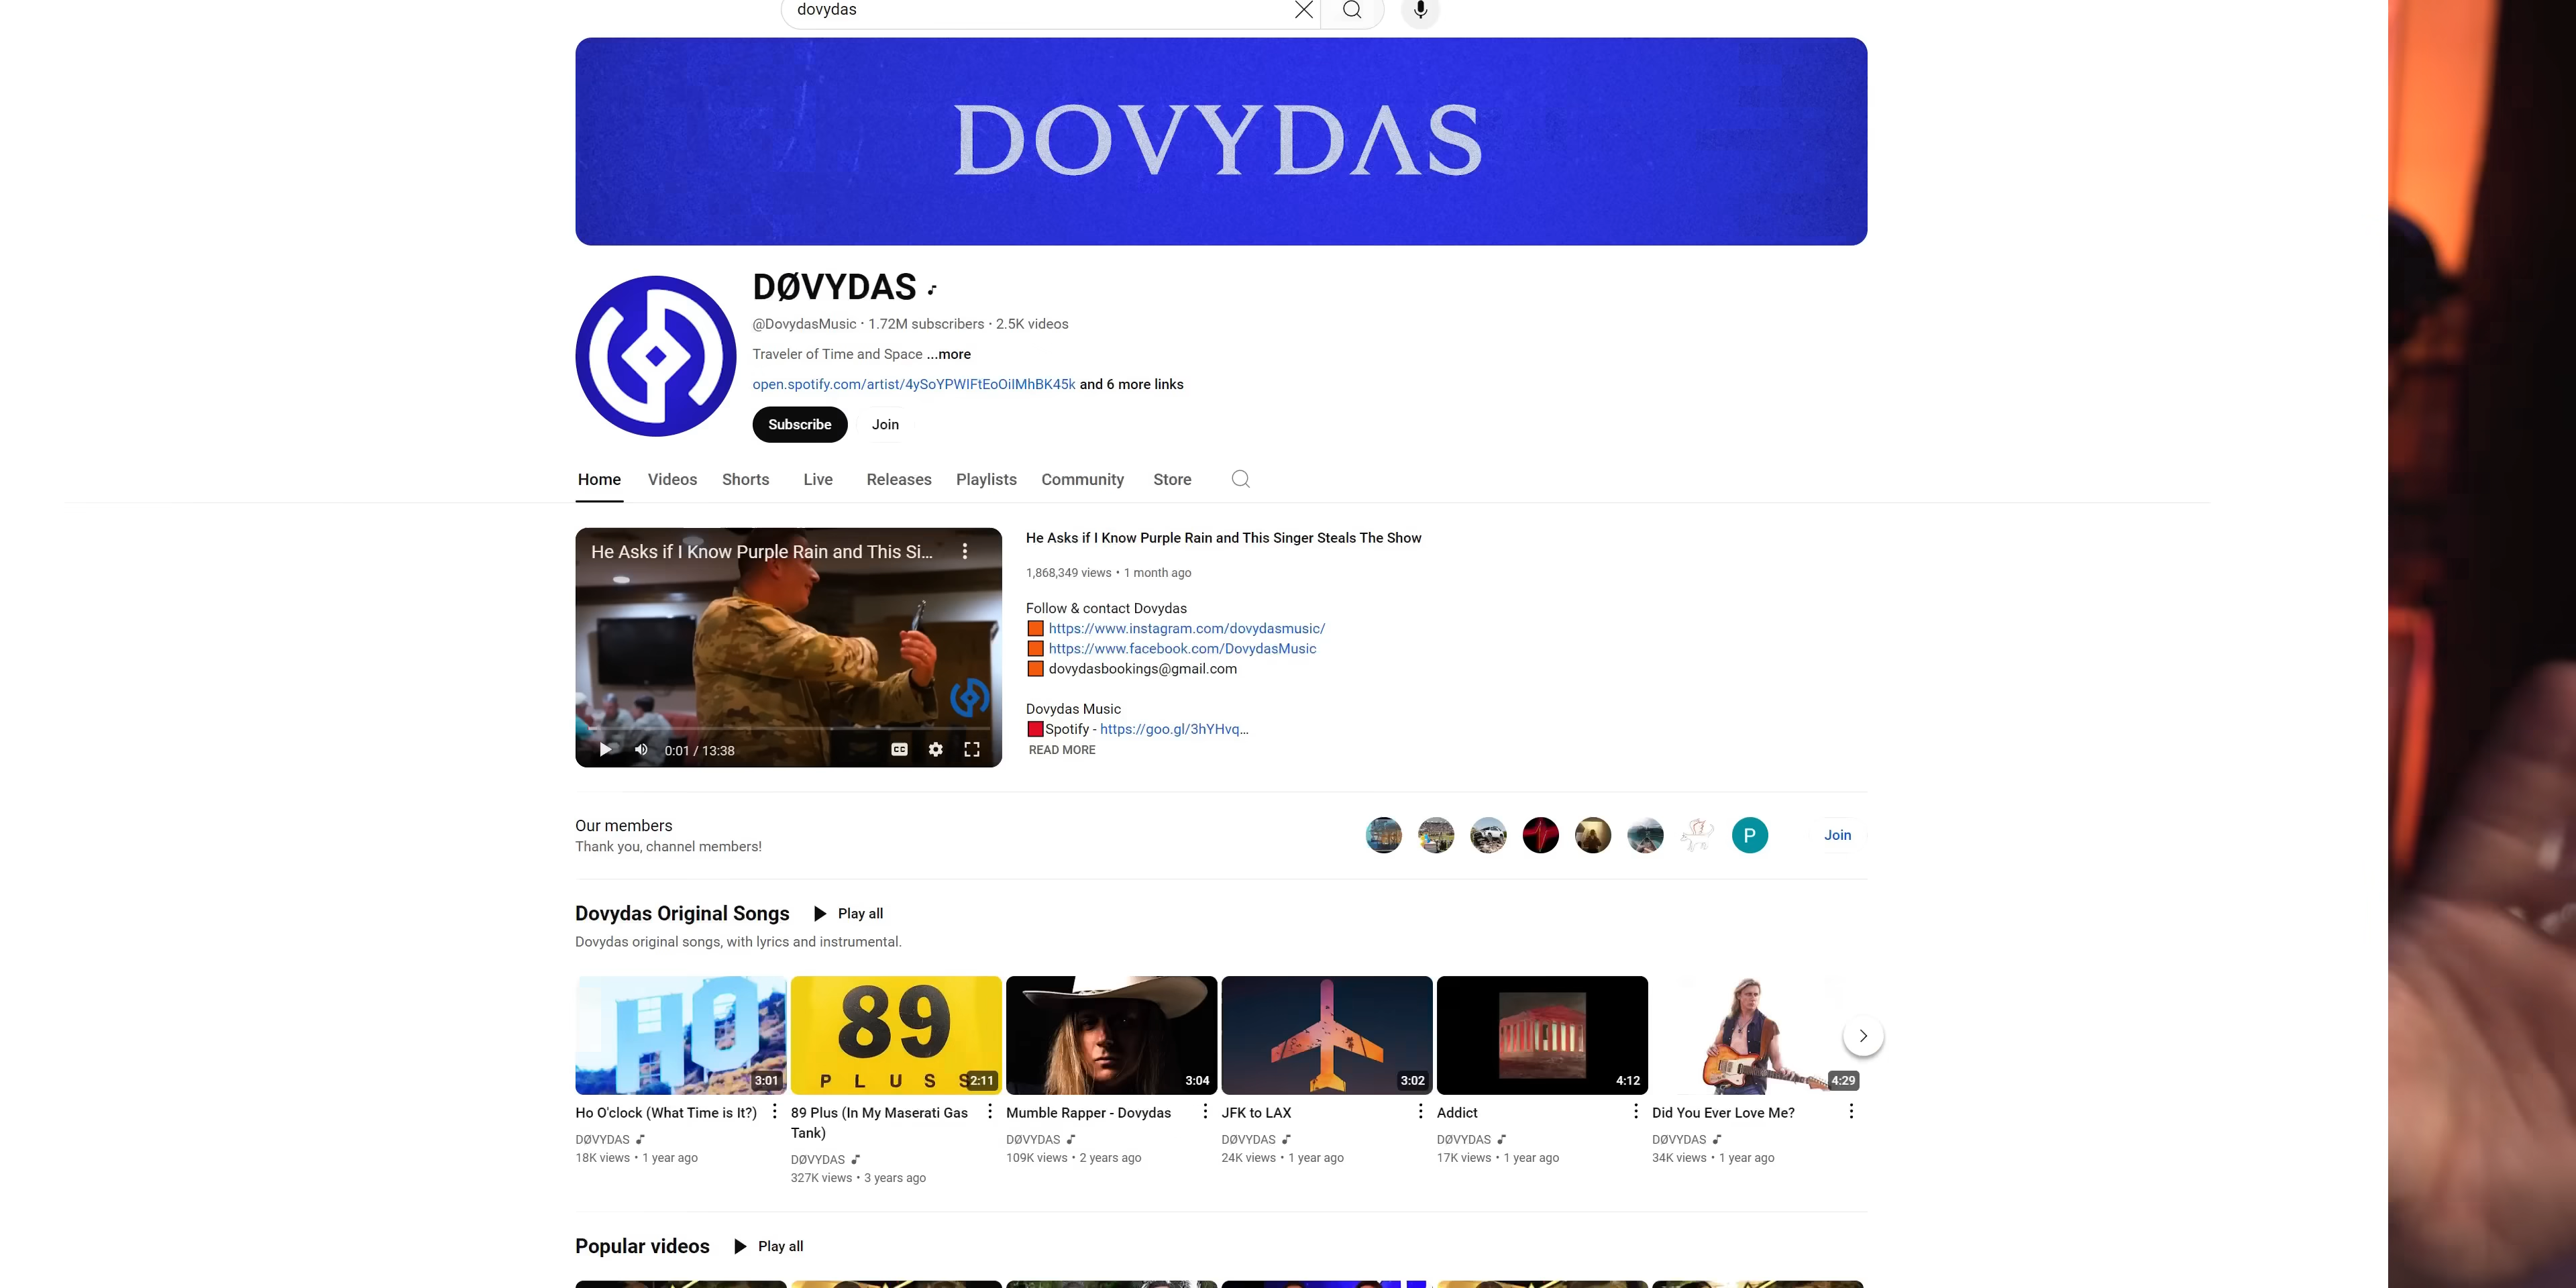 dovydas
DOVYDAS
DØVYDAS
@DovydasMusic • 1.72M subscribers • 2.5K videos
Traveler of Time and Space ...more
open.spotify.com/artist/4ySoYPWIFtEoOiIMhBK45k and 6 more links
Subscribe Join
Home Videos Shorts Live Releases Playlists Community Store
He Asks if I Know Purple Rain and This Si...
0:01 / 13:38
CC
He Asks if I Know Purple Rain and This Singer Steals The Show
1,868,349 views • 1 month ago
Follow & contact Dovydas
https://www.instagram.com/dovydasmusic/
https://www.facebook.com/DovydasMusic
dovydasbookings@gmail.com
Dovydas Music
Spotify - https://goo.gl/3hYHvq...
READ MORE
Our members
Thank you, channel members!
P
Join
Dovydas Original Songs Play all
Dovydas original songs, with lyrics and instrumental.
HO
3:01
Ho O'clock (What Time is It?)
DØVYDAS
18K views • 1 year ago
89
PLUS
2:11
89 Plus (In My Maserati Gas
Tank)
DØVYDAS
327K views • 3 years ago
3:04
Mumble Rapper - Dovydas
DØVYDAS
109K views • 2 years ago
3:02
JFK to LAX
DØVYDAS
24K views • 1 year ago
4:12
Addict
DØVYDAS
17K views • 1 year ago
4:29
Did You Ever Love Me?
DØVYDAS
34K views • 1 year ago
Popular videos Play all